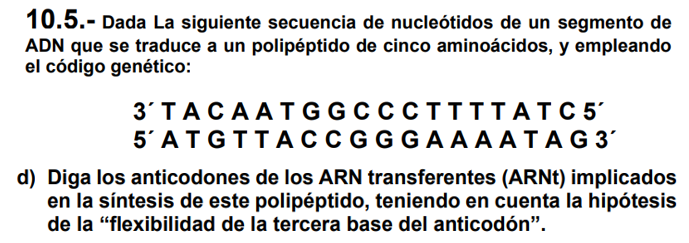 10.5.- Dada La siguiente secuencia de nucleótidos de un segmento de
ADN que se traduce a un polipéptido de cinco aminoácidos, y empleando
el código genético:
3´ T A C A A T G G C C C T T T T A T C 5´
5´ A T G T T A C C G G G A A A A T A G 3´
d) Diga los anticodones de los ARN transferentes (ARNt) implicados
en la síntesis de este polipéptido, teniendo en cuenta la hipótesis
de la “flexibilidad de la tercera base del anticodón”.